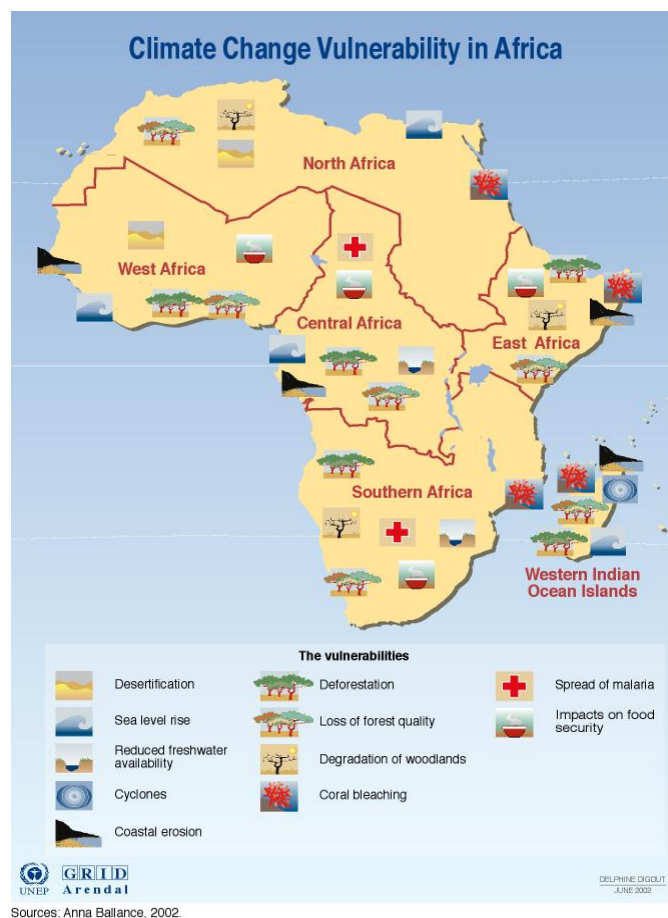 Climate Change Vulnerability in Africa
North Africa
West Africa
Central Africa
East Africa
Southern Africa
Western Indian
Ocean Islands
The vulnerabilities
Desertification
Deforestation
Spread of malaria
Sea level rise
Loss of forest quality
Impacts on food
security
Reduced freshwater
availability
Degradation of woodlands
Cyclones
Coral bleaching
Coastal erosion
UNEP
GRID
Arendal
DELPHINE DIGOUT
JUNE 2002
Sources: Anna Ballance. 2002.